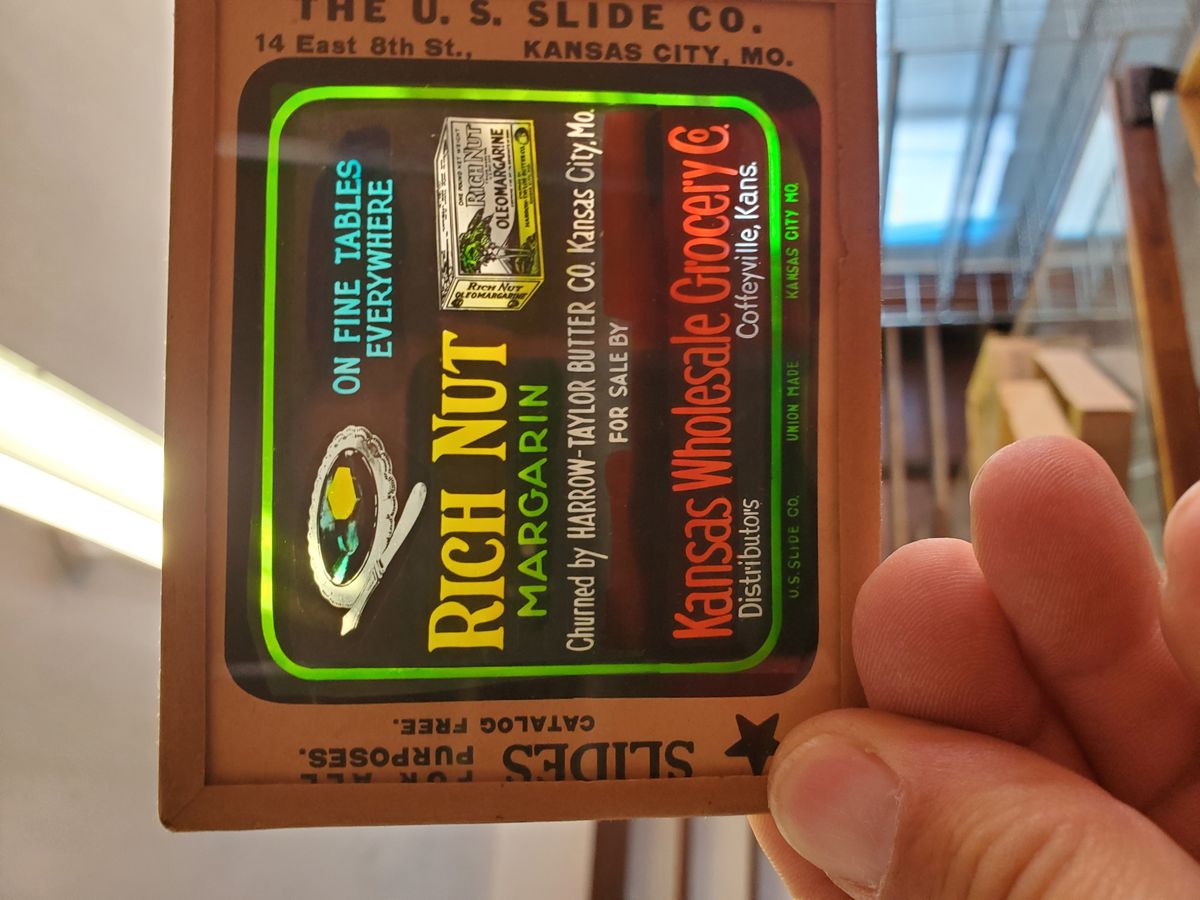 THE U. S. SLIDE CO.
14 East 8th St., KANSAS CITY, MO.
ON FINE TABLES
EVERYWHERE
RICH NUT
OLEOMARGARINE
RICH NUT
OLEOMARGARINE
RICH NUT
MARGARIN
Churned by HARROW-TAYLOR BUTTER CO. Kansas City, Mo.
FOR SALE BY
Kansas Wholesale Grocery Co.
Distributors Coffeyville, Kans.
U.S. SLIDE CO. UNION MADE KANSAS CITY MO.
SLIDES
FOR ALL
PURPOSES.
CATALOG FREE.